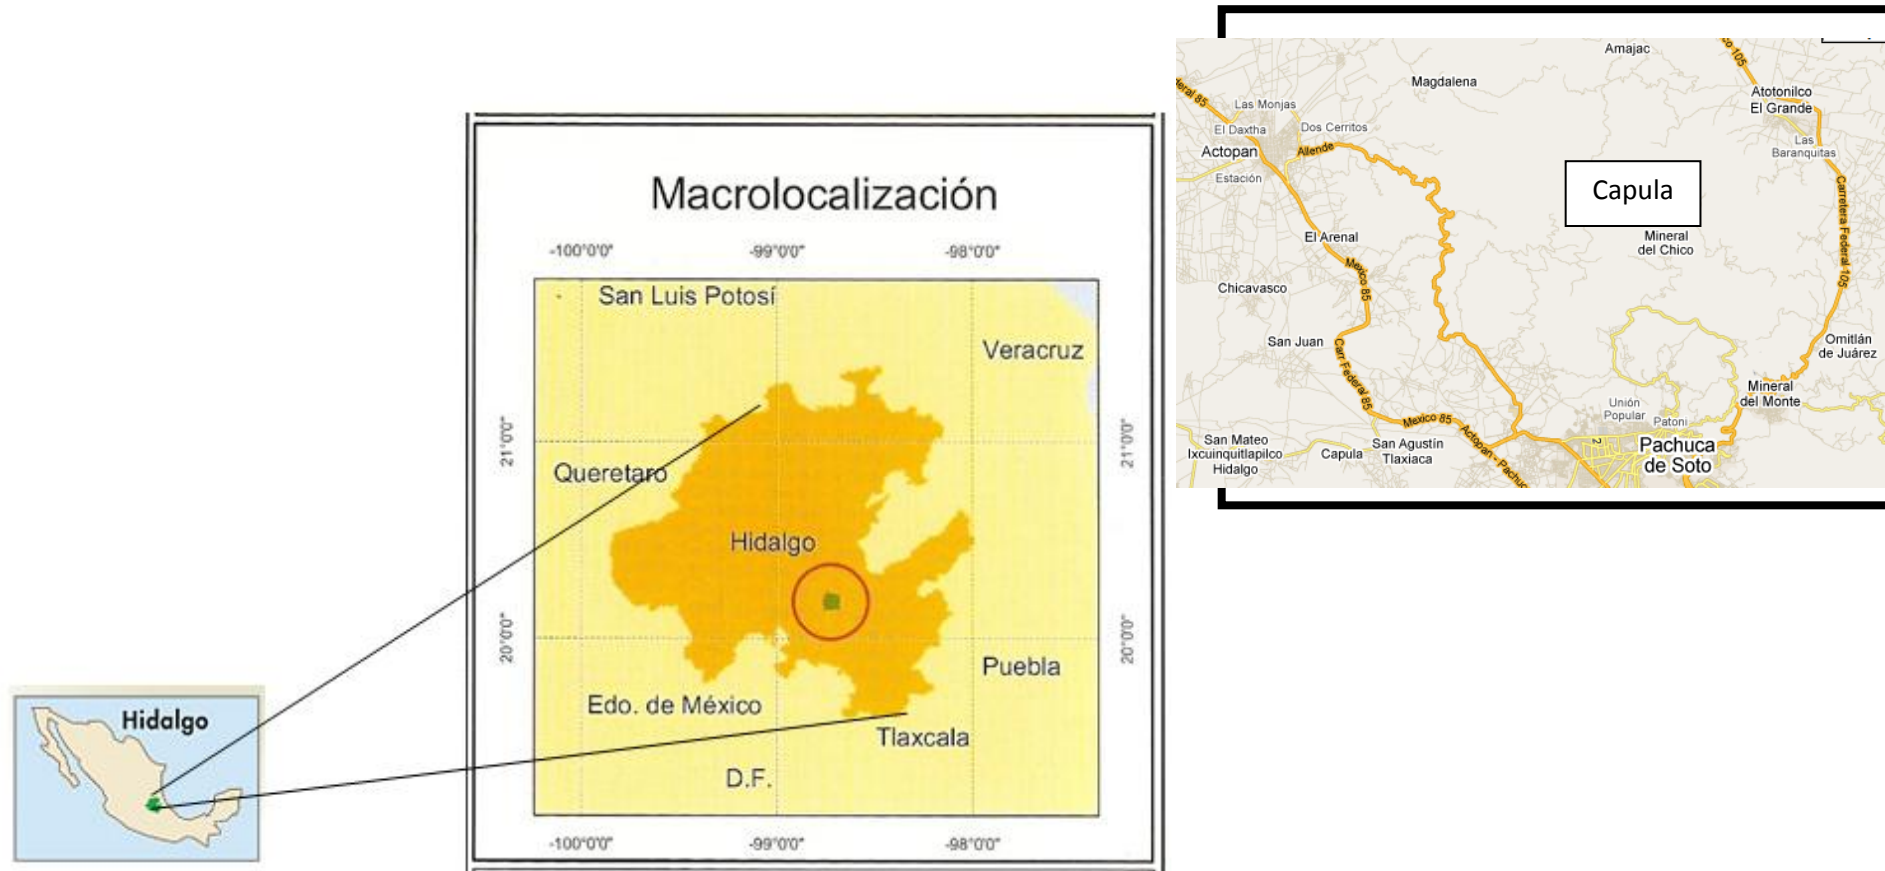 Hidalgo
Macrolocalización
-100°0'0"
-99°0'0"
-98°0'0"
San Luis Potosí
Veracruz
21°0'0"
21°0'0"
Queretaro
Hidalgo
20°0'0"
20°0'0"
Puebla
Edo. de México
Tlaxcala
D.F.
-100°0'0"
-99°0'0"
-98°0'0"
Amajac
Magdalena
Atotonilco
El Grande
Las Monjas
El Daxtha
Dos Cerritos
Actopan
Allende
Estación
Las
Baranquitas
Capula
Carretera Federal 105
El Arenal
Mineral
del Chico
Mexico 85
Chicavasco
San Juan
Carr Federal 85
Omitlán
de Juárez
Mineral
del Monte
Unión
Popular
Patoni
Mexico 85
Actopan - Pachuc
San Mateo
Ixcuinquitlapilco
Hidalgo
Capula
San Agustín
Tlaxiaca
2
Pachuca
de Soto